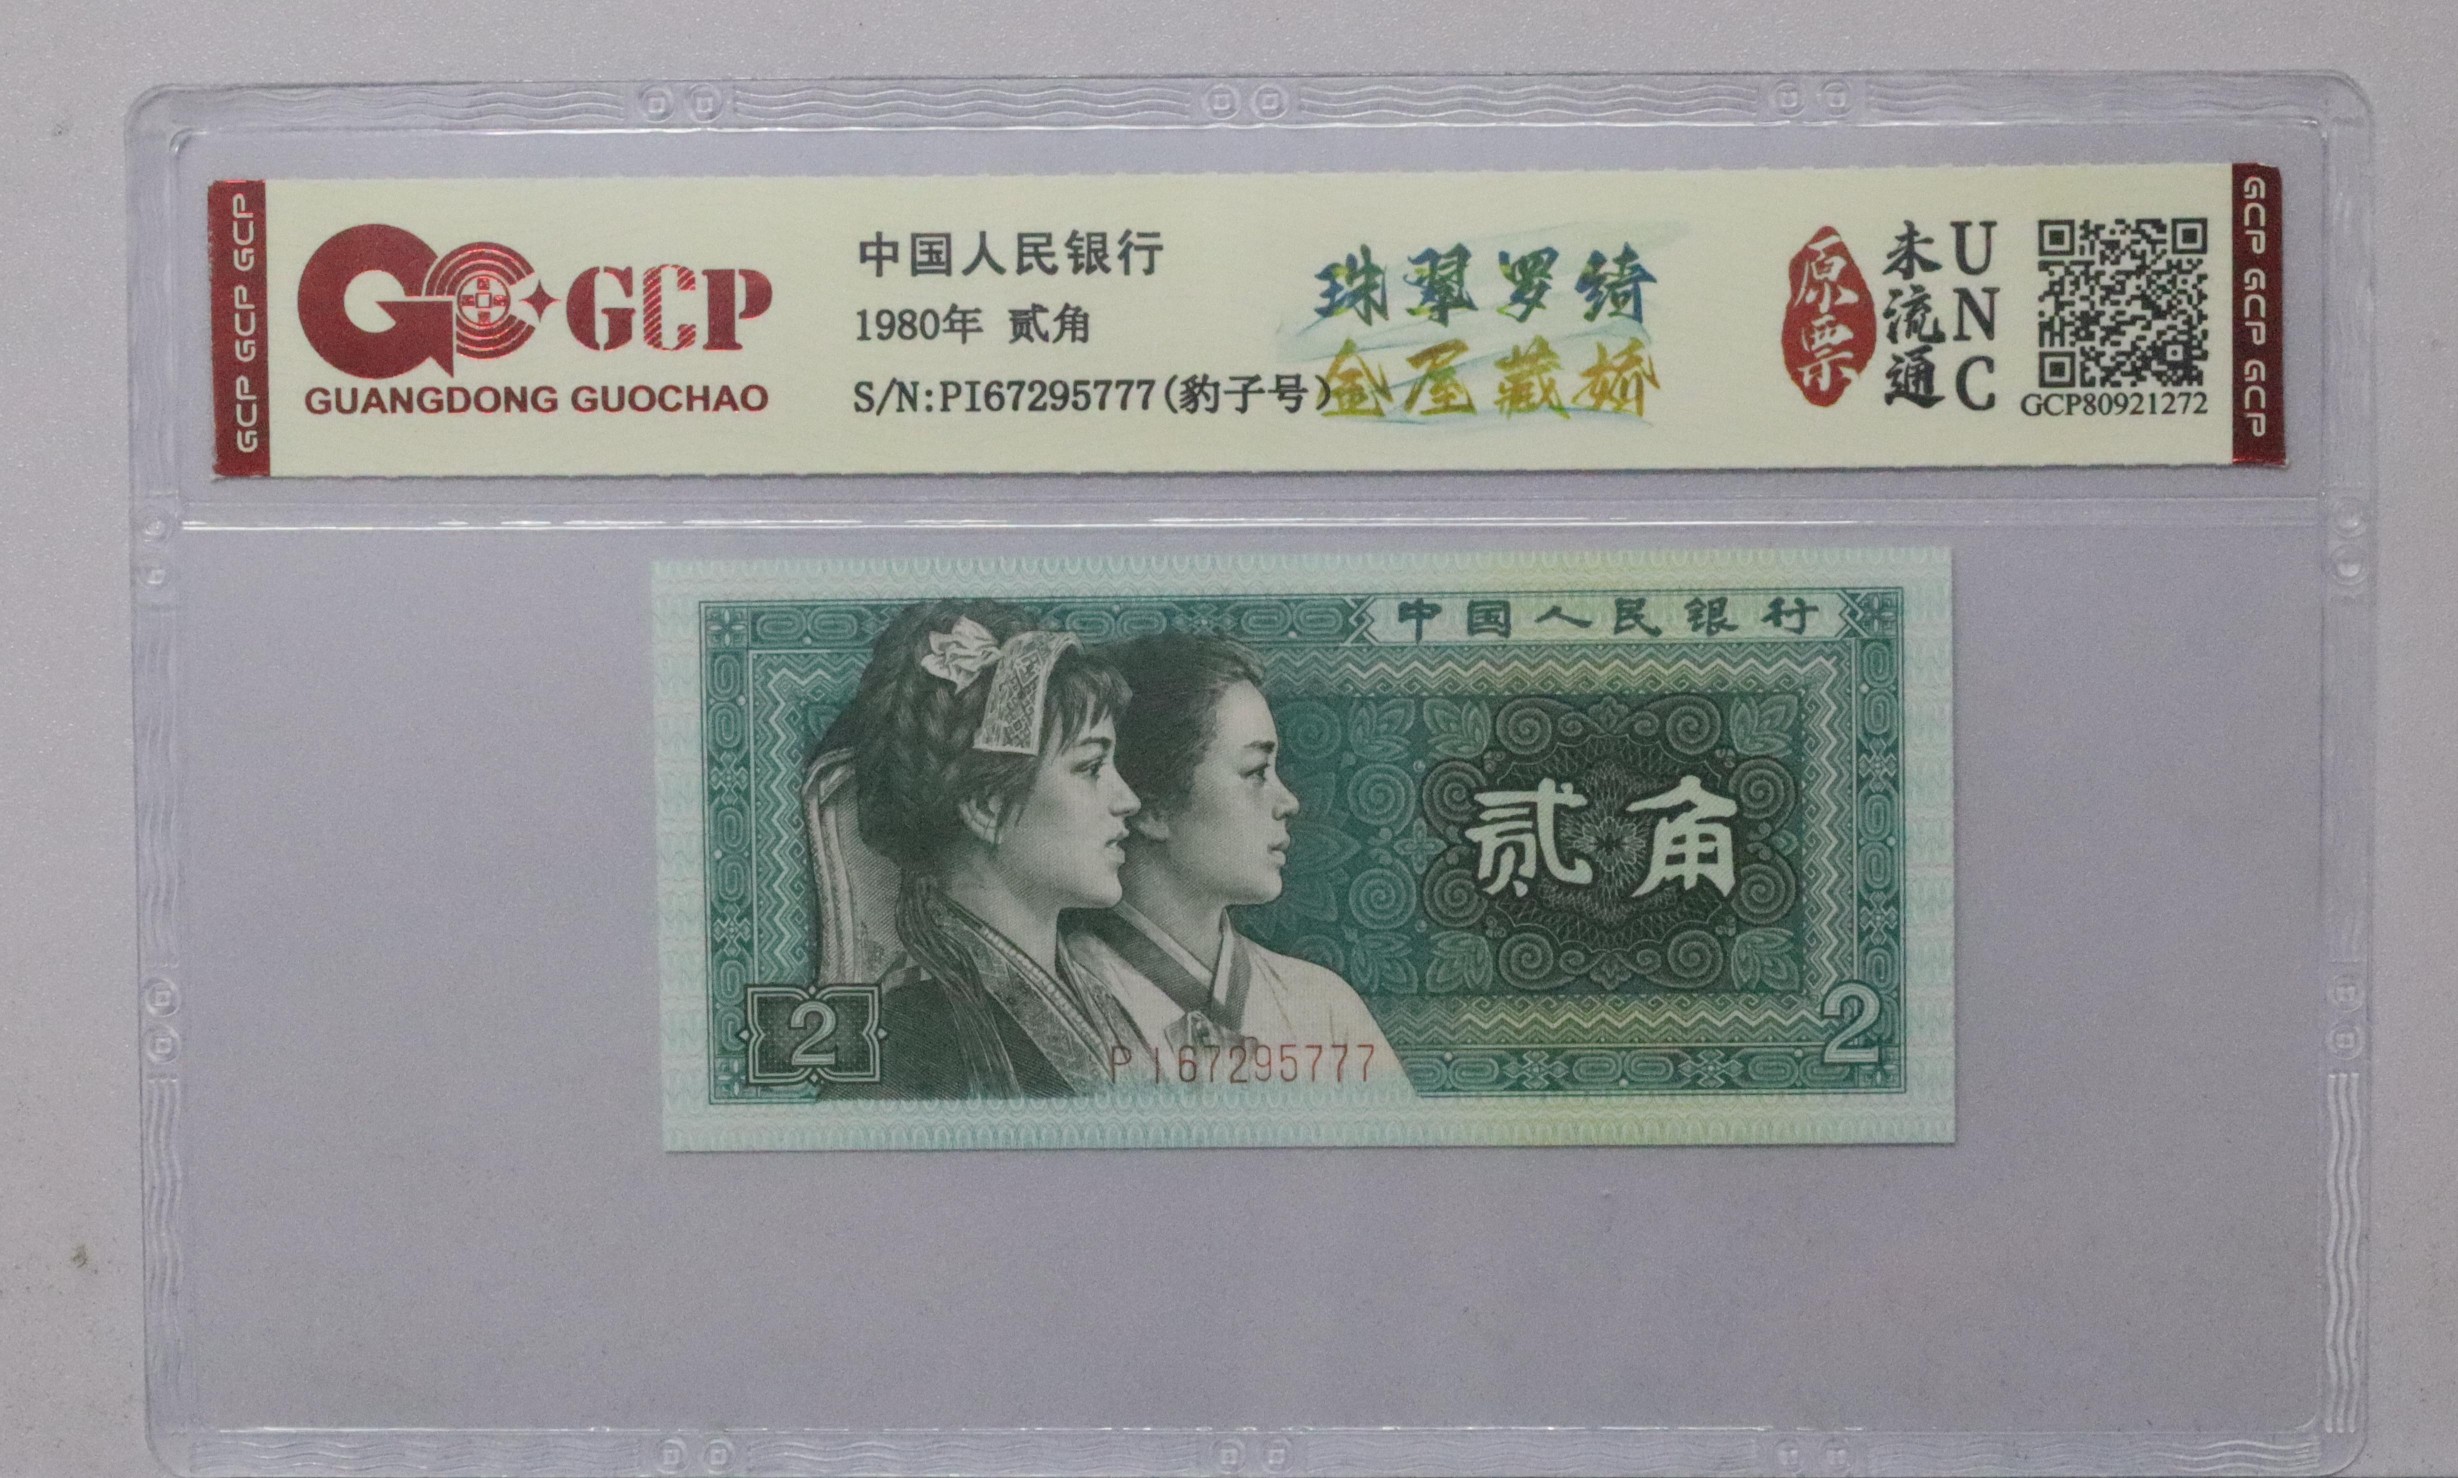 GCP GCP GCP
GCP
GUANGDONG GUOCHAO
中国人民银行
1980年 贰角
S/N:PI67295777(豹子号)
珠翠罗绮
金屋藏娇
原票
未流通
UNC
GCP80921272
GCP GCP GCP
中国人民银行
贰角
2
PI67295777
2